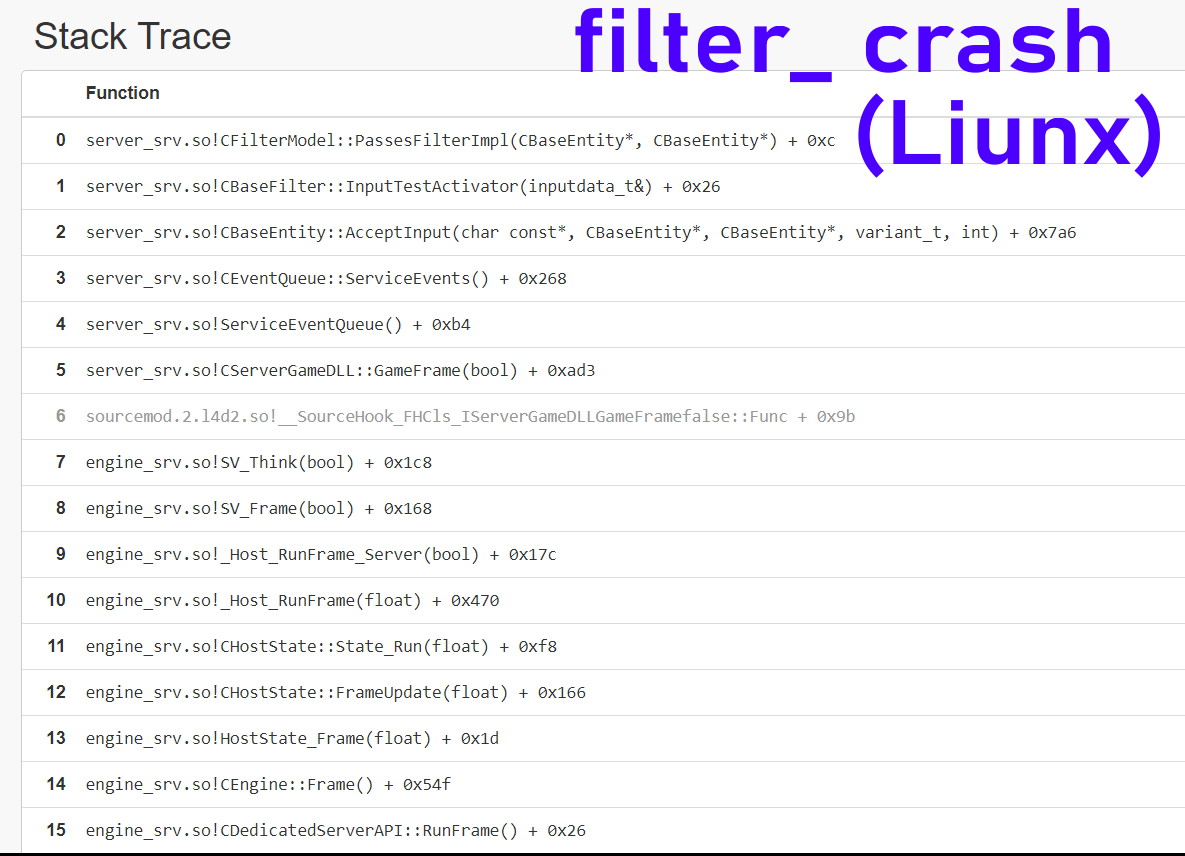 Stack Trace
filter_ crash
(Liunx)
Function
0 server_srv.so!CFilterModel::PassesFilterImpl(CBaseEntity*, CBaseEntity*) + 0xc
1 server_srv.so!CBaseFilter::InputTestActivator(inputdata_t&) + 0x26
2 server_srv.so!CBaseEntity::AcceptInput(char const*, CBaseEntity*, CBaseEntity*, variant_t, int) + 0x7a6
3 server_srv.so!CEventQueue::ServiceEvents() + 0x268
4 server_srv.so!ServiceEventQueue() + 0xb4
5 server_srv.so!CServerGameDLL::GameFrame(bool) + 0xad3
6 sourcemod.2.l4d2.so!__SourceHook_FHCls_IServerGameDLLGameFramefalse::Func + 0x9b
7 engine_srv.so!SV_Think(bool) + 0x1c8
8 engine_srv.so!SV_Frame(bool) + 0x168
9 engine_srv.so!_Host_RunFrame_Server(bool) + 0x17c
10 engine_srv.so!_Host_RunFrame(float) + 0x470
11 engine_srv.so!CHostState::State_Run(float) + 0xf8
12 engine_srv.so!CHostState::FrameUpdate(float) + 0x166
13 engine_srv.so!HostState_Frame(float) + 0x1d
14 engine_srv.so!CEngine::Frame() + 0x54f
15 engine_srv.so!CDedicatedServerAPI::RunFrame() + 0x26